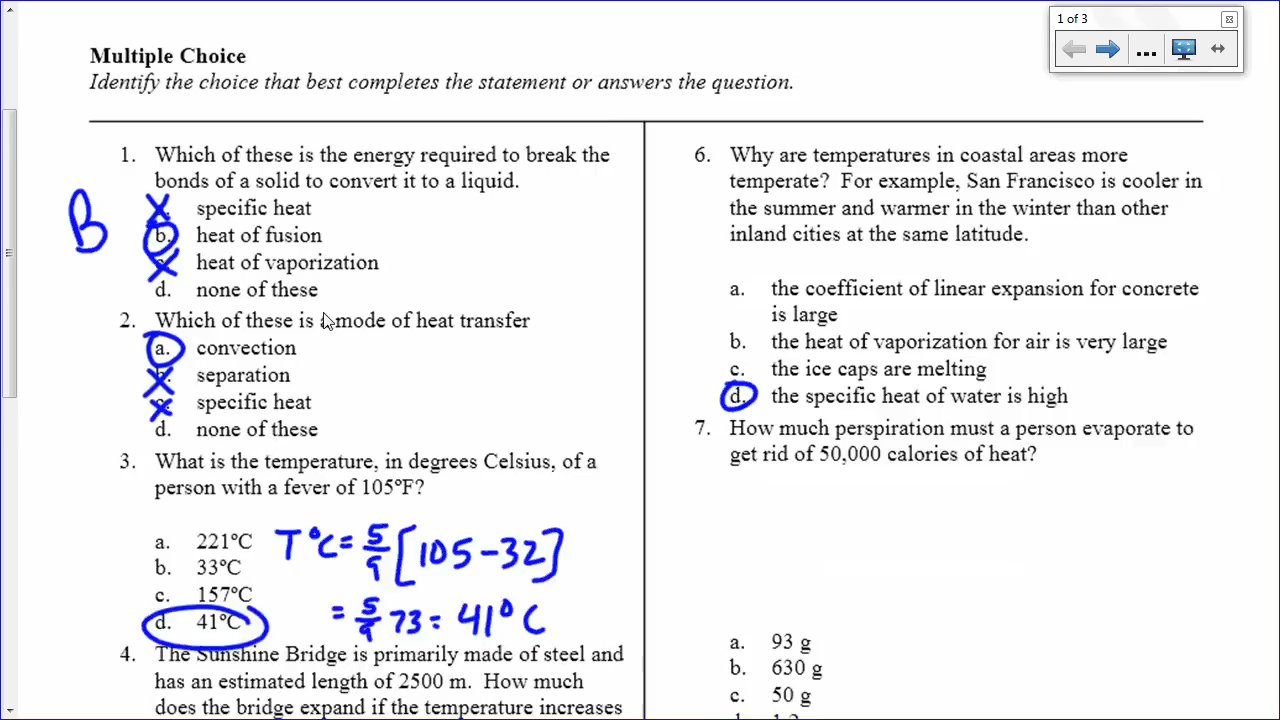 1 of 3
Multiple Choice
Identify the choice that best completes the statement or answers the question.
1. Which of these is the energy required to break the
bonds of a solid to convert it to a liquid.
B
specific heat
b. heat of fusion
heat of vaporization
d. none of these
2. Which of these is a mode of heat transfer
a. convection
separation
specific heat
d. none of these
3. What is the temperature, in degrees Celsius, of a
person with a fever of 105°F?
a. 221°C
b. 33°C
c. 157°C
d. 41°C
T°C = 5/9 [105-32]
= 5/9 73 = 41° C
4. The Sunshine Bridge is primarily made of steel and
has an estimated length of 2500 m. How much
does the bridge expand if the temperature increases
6. Why are temperatures in coastal areas more
temperate? For example, San Francisco is cooler in
the summer and warmer in the winter than other
inland cities at the same latitude.
a. the coefficient of linear expansion for concrete
is large
b. the heat of vaporization for air is very large
c. the ice caps are melting
d. the specific heat of water is high
7. How much perspiration must a person evaporate to
get rid of 50,000 calories of heat?
a. 93 g
b. 630 g
c. 50 g